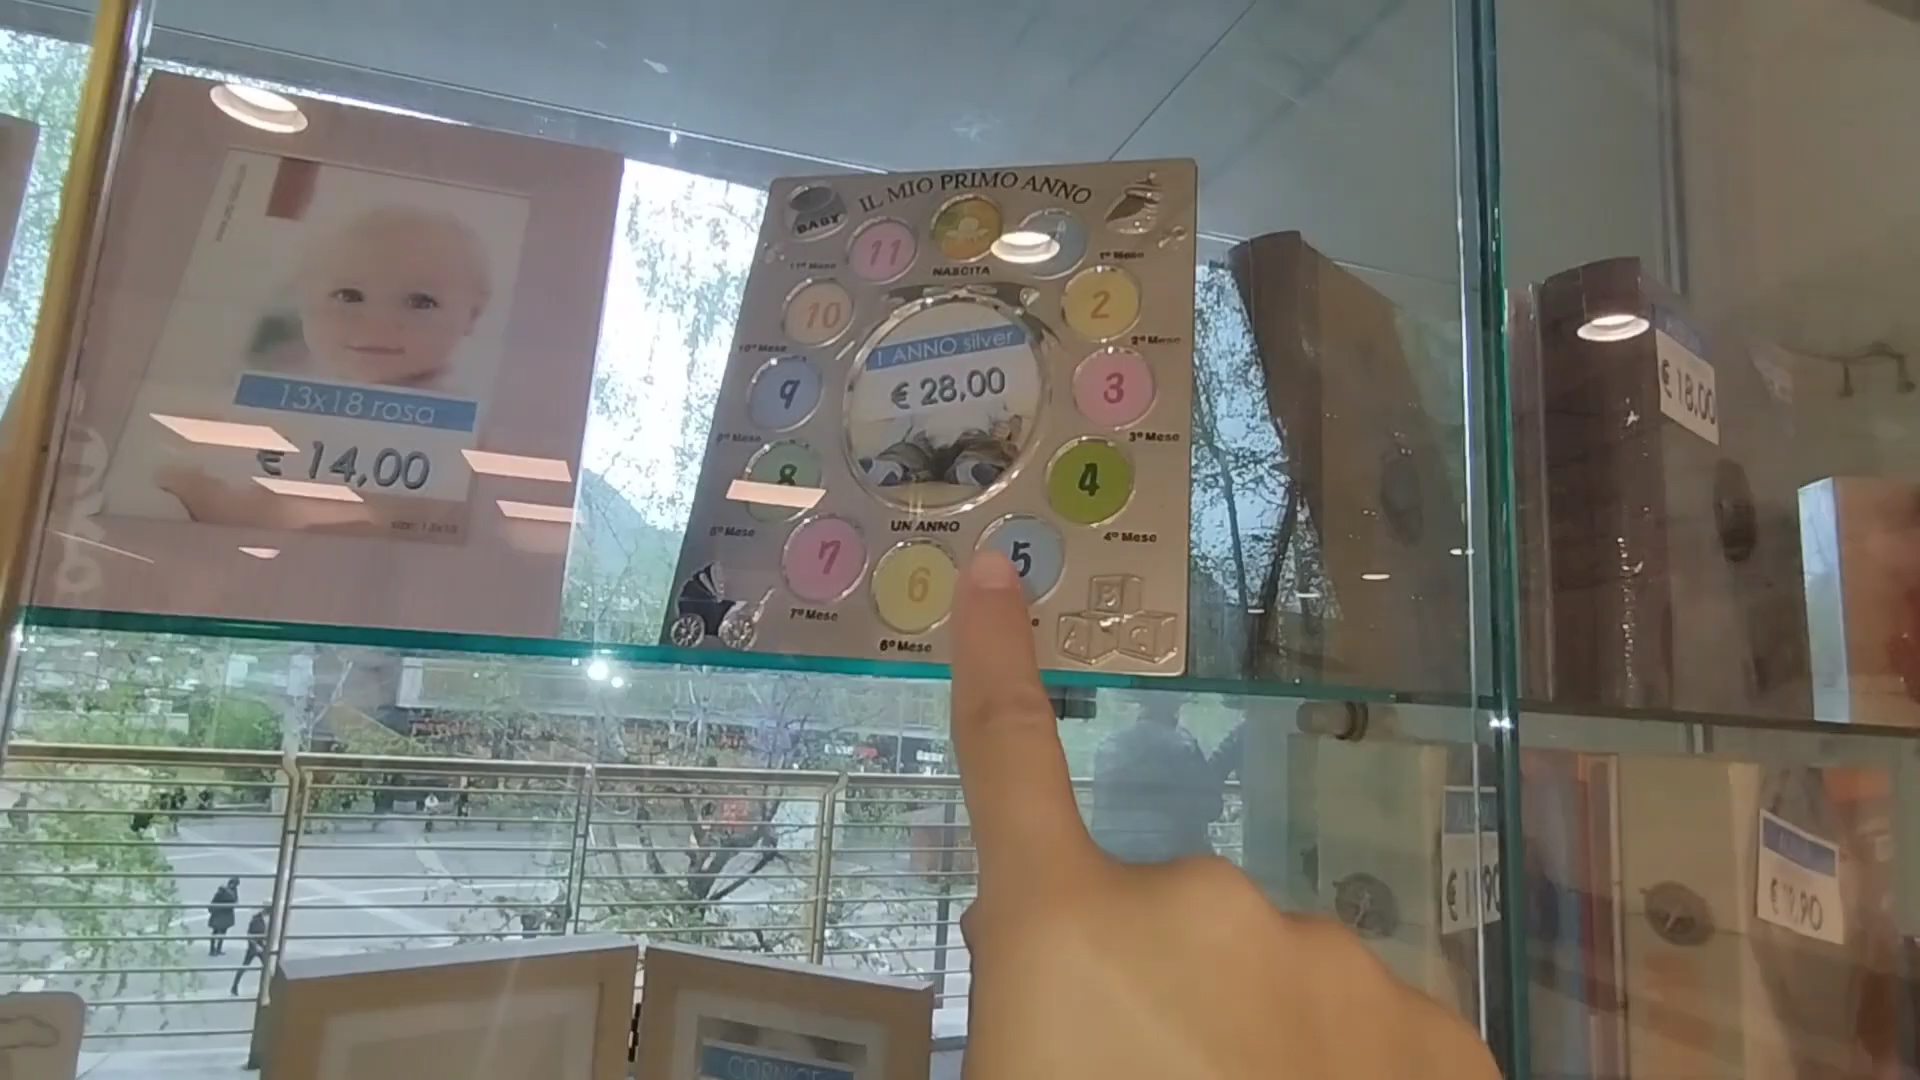 13x18 rosa
€ 14,00
size: 13x18
IL MIO PRIMO ANNO
BABY
11
11° Mese
NASCITA
1° Mese
10
10° Mese
2
2° Mese
9
9° Mese
1 ANNO silver
€ 28,00
3
3° Mese
8
8° Mese
4
4° Mese
UN ANNO
7
7° Mese
6
6° Mese
5
B
A
C
€ 18,00
CORNICE